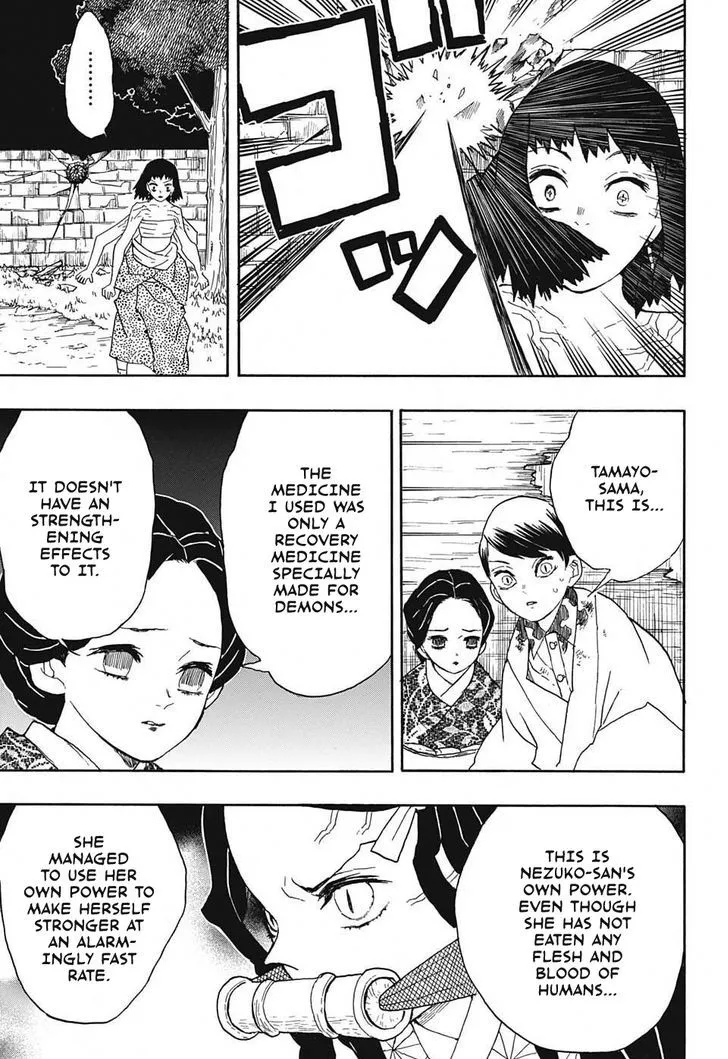 ゴッ
........
TAMAYO-
SAMA,
THIS IS...
THE
MEDICINE
I USED WAS
ONLY A
RECOVERY
MEDICINE
SPECIALLY
MADE FOR
DEMONS...
IT DOESN'T
HAVE AN
STRENGTH-
ENING
EFFECTS
TO IT.
THIS IS
NEZUKO-SAN'S
OWN POWER.
EVEN THOUGH
SHE HAS NOT
EATEN ANY
FLESH AND
BLOOD OF
HUMANS...
SHE
MANAGED
TO USE HER
OWN POWER TO
MAKE HERSELF
STRONGER AT
AN ALARM-
INGLY FAST
RATE.